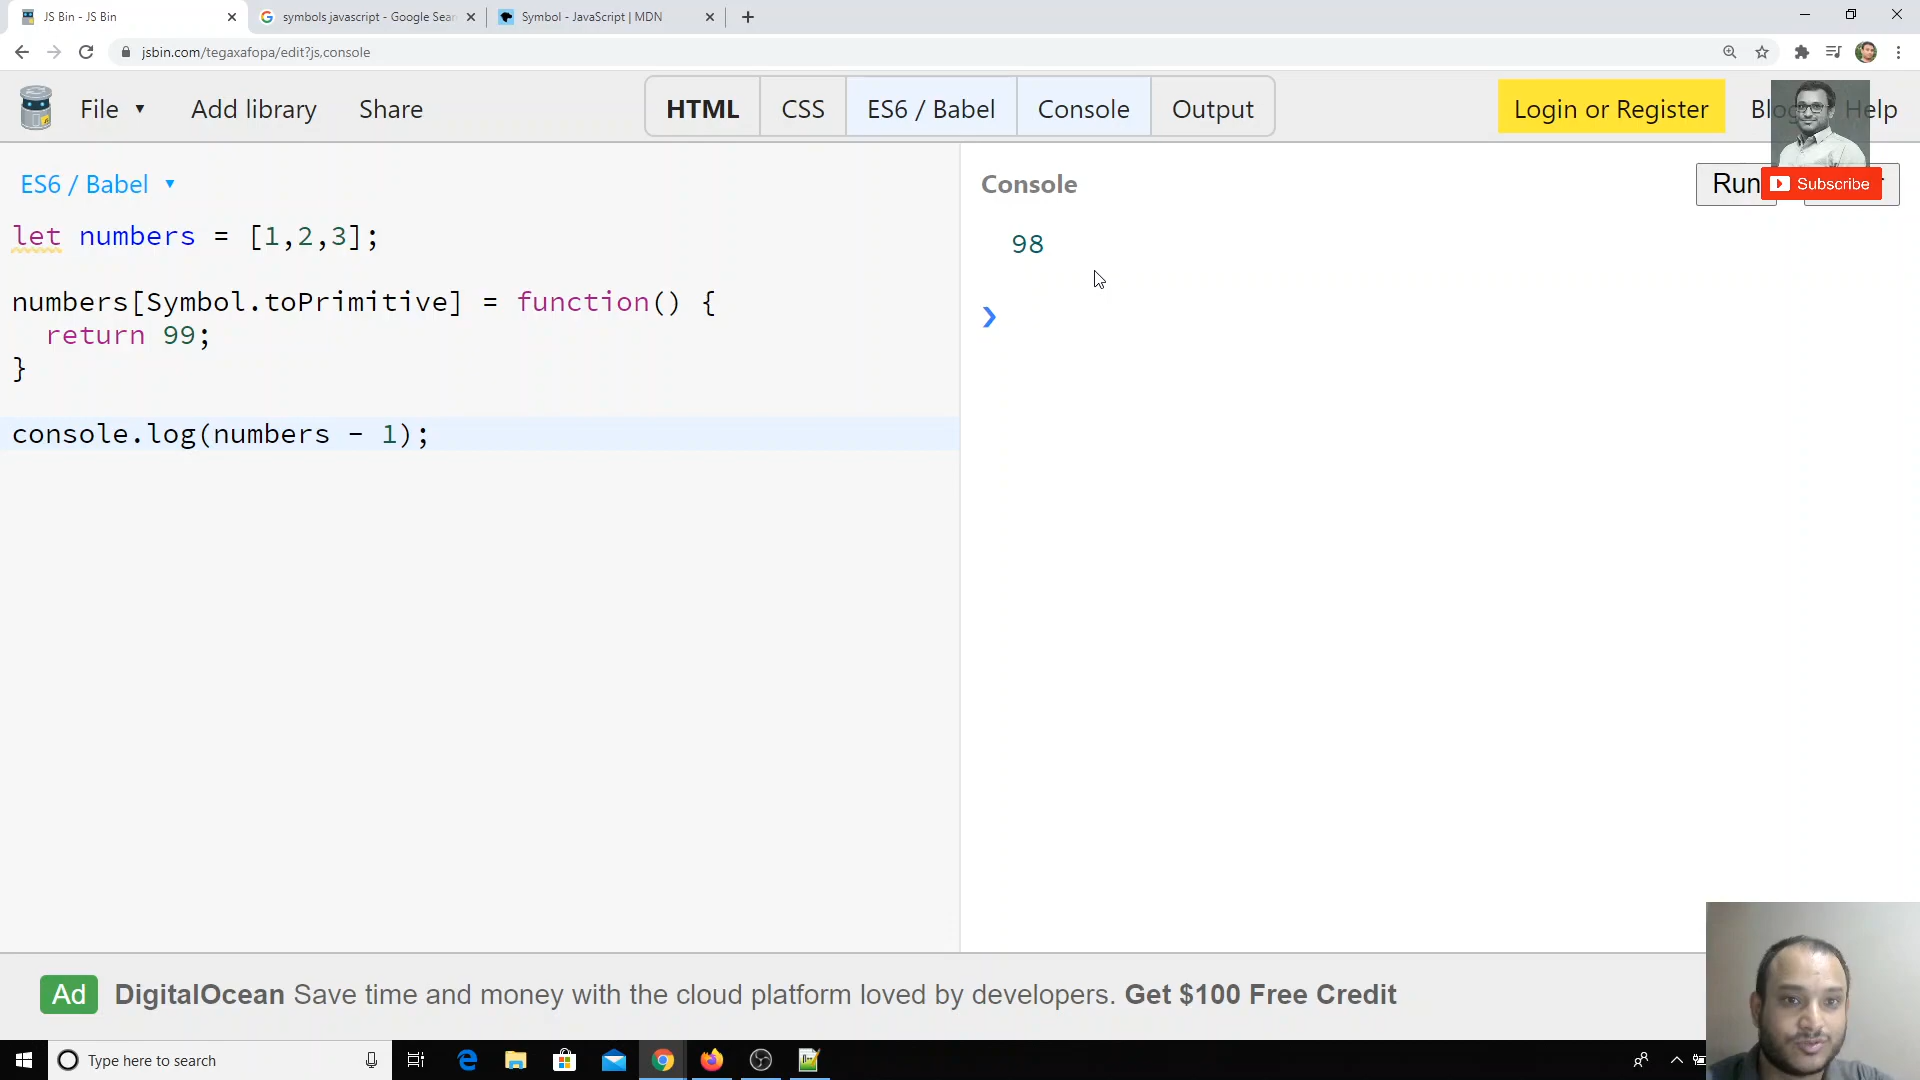 JS Bin - JS Bin
symbols javascript - Google Sear
Symbol - JavaScript | MDN
jsbin.com/tegaxafopa/edit?js,console
File
Add library
Share
HTML
CSS
ES6 / Babel
Console
Output
Login or Register
Help
ES6 / Babel
Console
Run
Subscribe
let numbers = [1,2,3];
numbers[Symbol.toPrimitive] = function() {
return 99;
}
console.log(numbers - 1);
98
Ad DigitalOcean Save time and money with the cloud platform loved by developers. Get $100 Free Credit
Type here to search